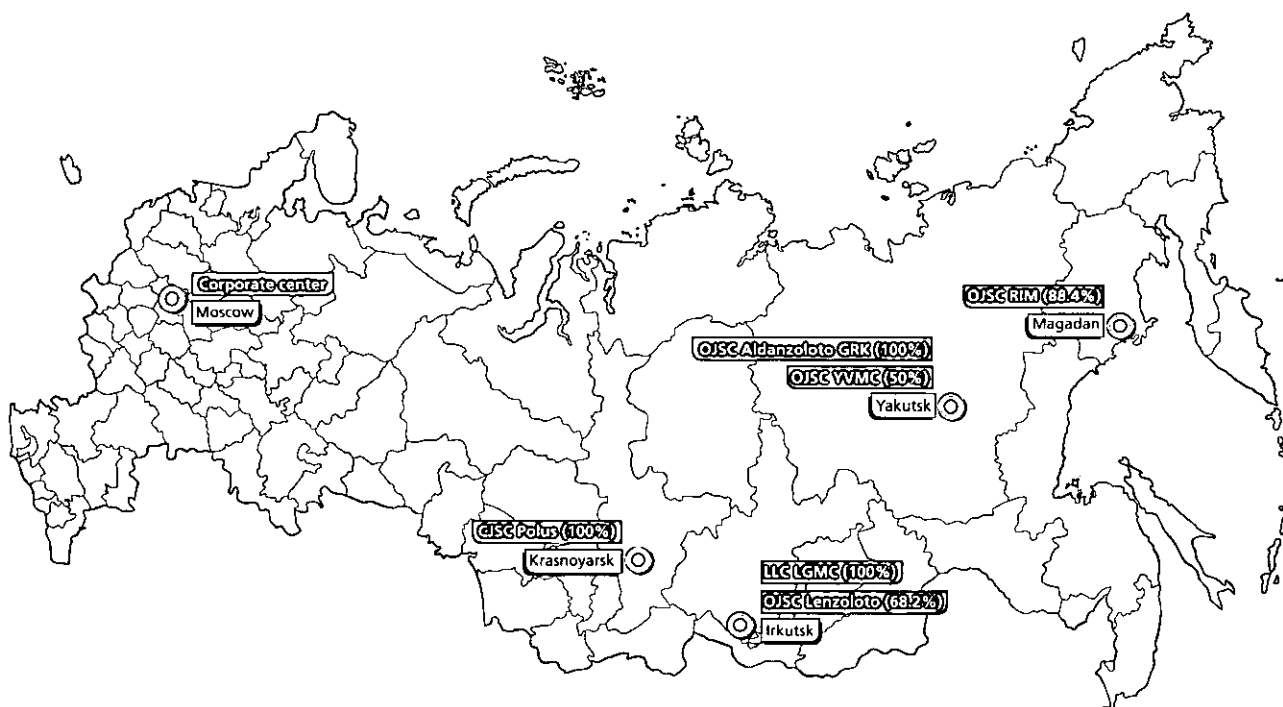 Corporate center
Moscow
OJSC RIM (88.4%)
Magadan
OJSC Aldanzoloto GRK (100%)
OJSC YVMC (50%)
Yakutsk
CJSC Polus (100%)
Krasnoyarsk
LLC LGMC (100%)
OJSC Lenzoloto (68.2%)
Irkutsk